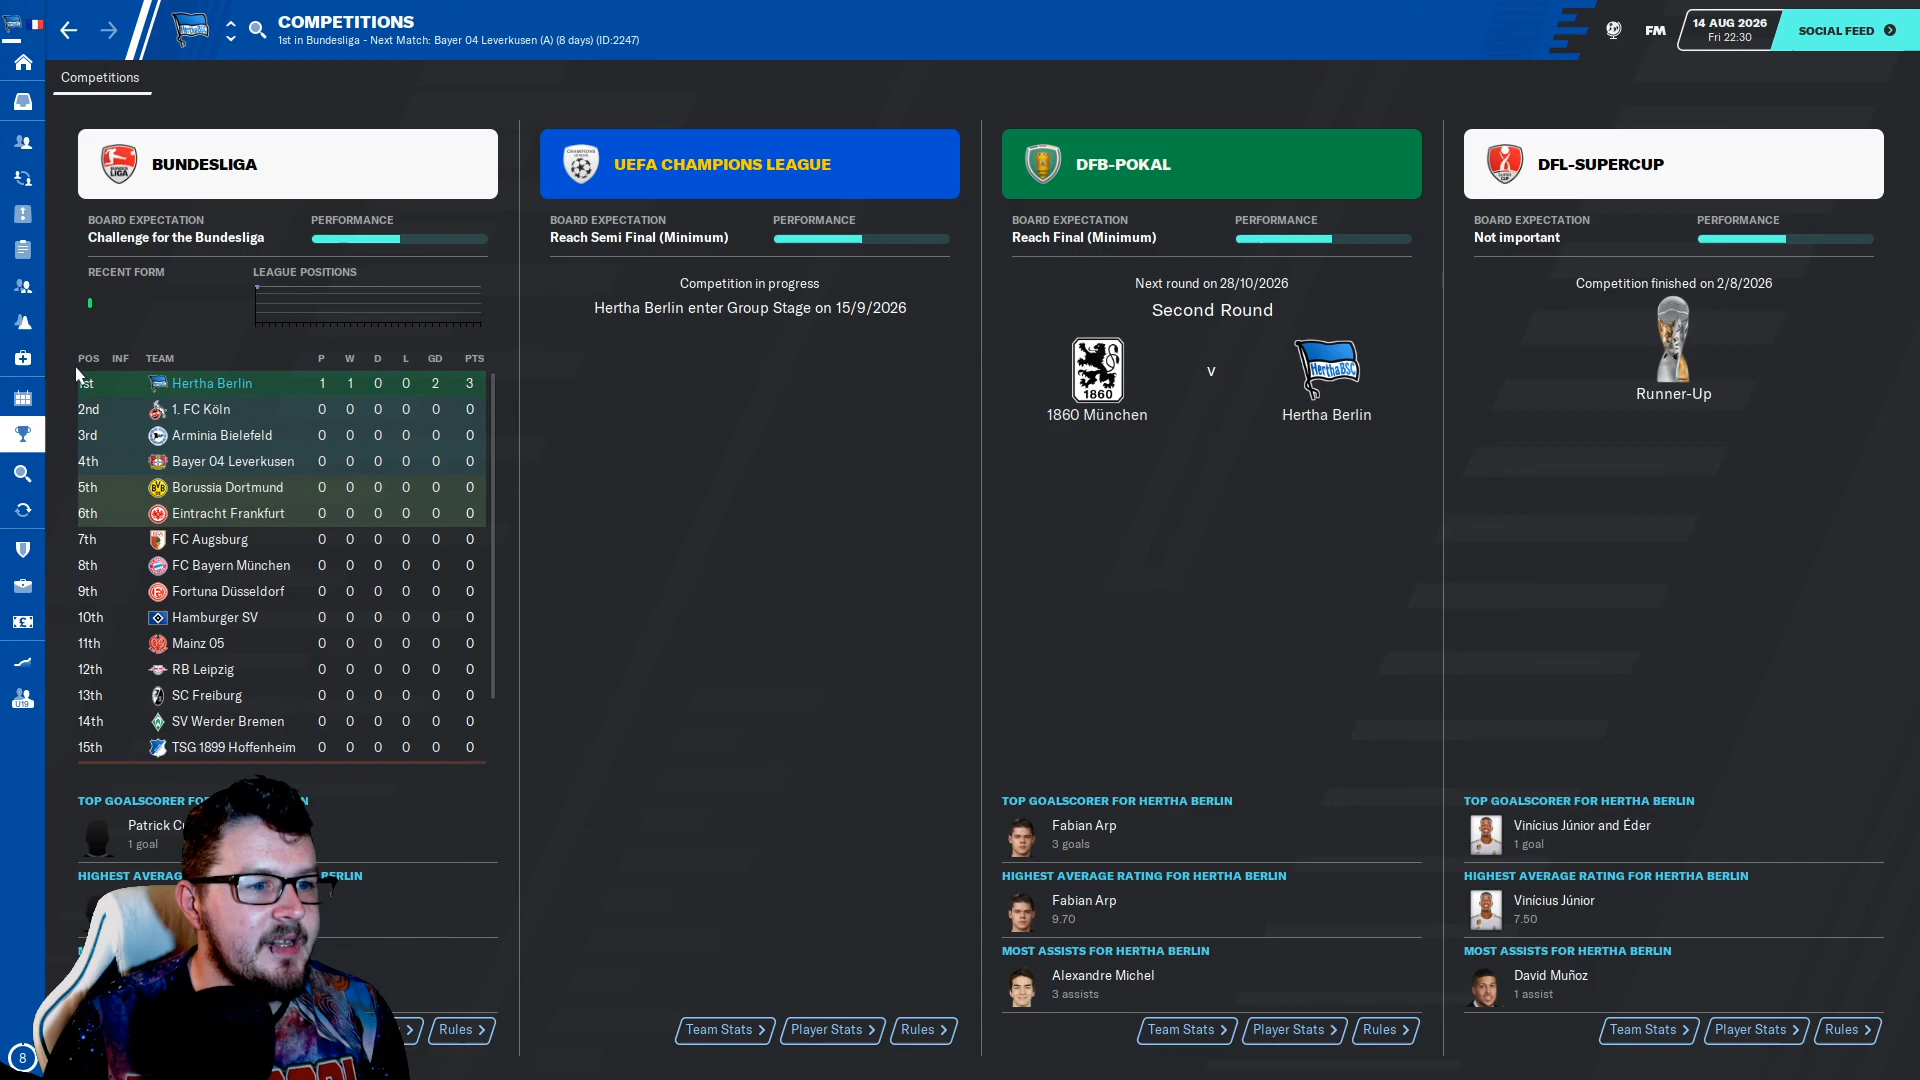 COMPETITIONS
1st in Bundesliga - Next Match: Bayer 04 Leverkusen (A) (8 days) (ID:2247)
FM
14 AUG 2026
Fri 22:30
SOCIAL FEED
Competitions
BUNDESLIGA
BOARD EXPECTATION
PERFORMANCE
Challenge for the Bundesliga
RECENT FORM
LEAGUE POSITIONS
POS INF TEAM P W D L GD PTS
1st Hertha Berlin 1 1 0 0 2 3
2nd 1. FC Köln 0 0 0 0 0 0
3rd Arminia Bielefeld 0 0 0 0 0 0
4th Bayer 04 Leverkusen 0 0 0 0 0 0
5th Borussia Dortmund 0 0 0 0 0 0
6th Eintracht Frankfurt 0 0 0 0 0 0
7th FC Augsburg 0 0 0 0 0 0
8th FC Bayern München 0 0 0 0 0 0
9th Fortuna Düsseldorf 0 0 0 0 0 0
10th Hamburger SV 0 0 0 0 0 0
11th Mainz 05 0 0 0 0 0 0
12th RB Leipzig 0 0 0 0 0 0
13th SC Freiburg 0 0 0 0 0 0
14th SV Werder Bremen 0 0 0 0 0 0
15th TSG 1899 Hoffenheim 0 0 0 0 0 0
TOP GOALSCORER
Patrick
1 goal
HIGHEST
BERLIN
Rules
U19
8
UEFA CHAMPIONS LEAGUE
BOARD EXPECTATION
PERFORMANCE
Reach Semi Final (Minimum)
Competition in progress
Hertha Berlin enter Group Stage on 15/9/2026
Team Stats
Player Stats
Rules
DFB-POKAL
BOARD EXPECTATION
PERFORMANCE
Reach Final (Minimum)
Next round on 28/10/2026
Second Round
1860
v
HerthaBSC
1860 München
Hertha Berlin
TOP GOALSCORER FOR HERTHA BERLIN
Fabian Arp
3 goals
HIGHEST AVERAGE RATING FOR HERTHA BERLIN
Fabian Arp
9.70
MOST ASSISTS FOR HERTHA BERLIN
Alexandre Michel
3 assists
Team Stats
Player Stats
Rules
DFL-SUPERCUP
BOARD EXPECTATION
PERFORMANCE
Not important
Competition finished on 2/8/2026
Runner-Up
TOP GOALSCORER FOR HERTHA BERLIN
Vinícius Júnior and Éder
1 goal
HIGHEST AVERAGE RATING FOR HERTHA BERLIN
Vinícius Júnior
7.50
MOST ASSISTS FOR HERTHA BERLIN
David Muñoz
1 assist
Team Stats
Player Stats
Rules